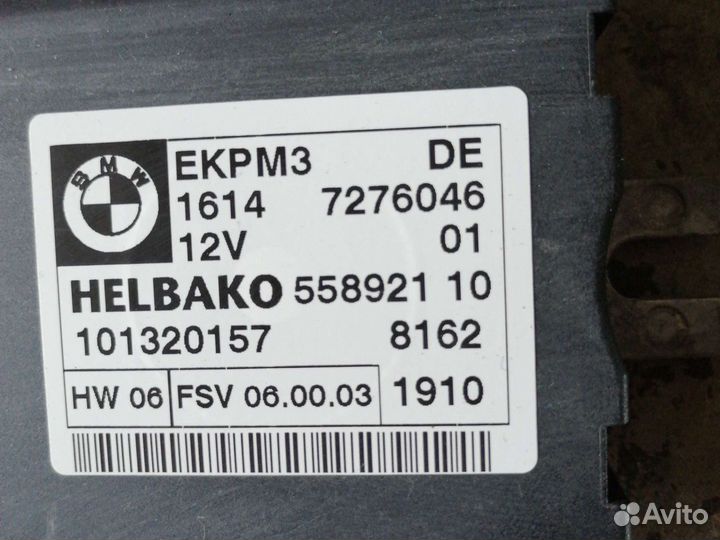 BMW
EKPM3 DE
1614 7276046
12V 01
HELBAKO 558921 10
101320157 8162
HW 06 FSV 06.00.03 1910
Avito